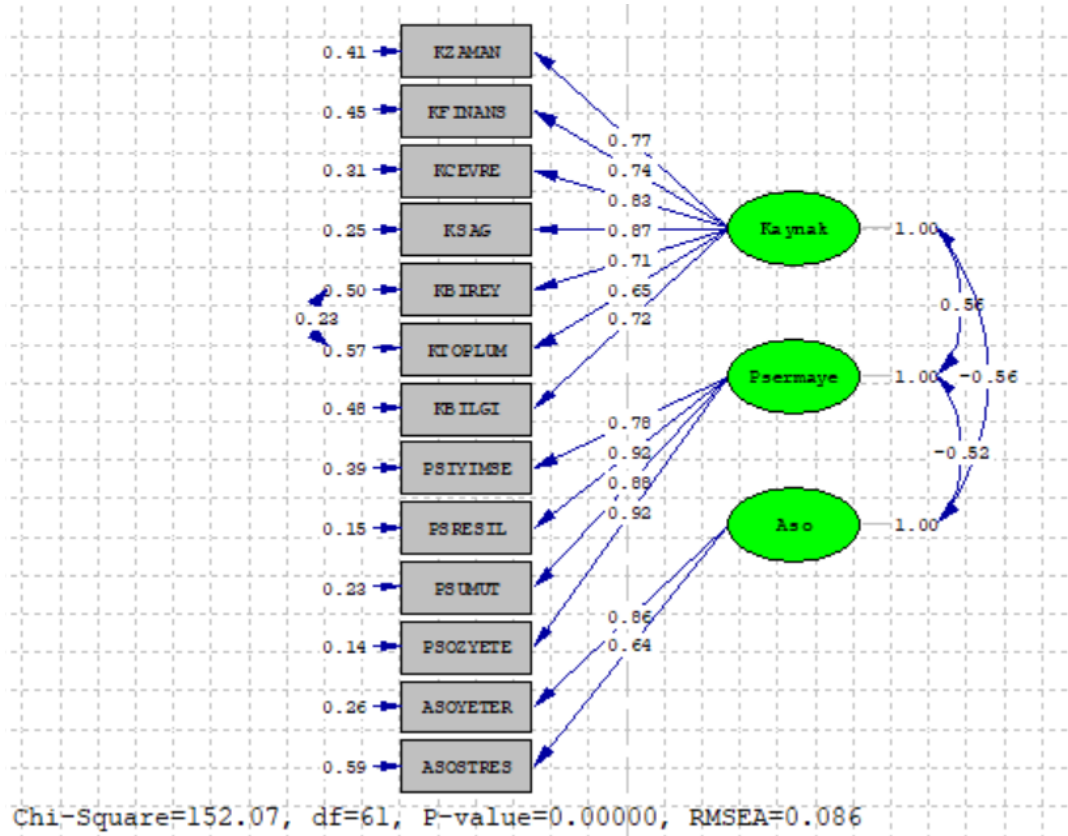 0.41 KZAMAN
0.45 KFINANS
0.31 KCEVRE
0.25 KSAG
0.50 KBIREY
0.23
0.57 KTOPLUM
0.48 KBILGI
0.39 PSIYIMSE
0.15 PSRESIL
0.23 PSUMUT
0.14 PSOZYETE
0.26 ASOYETER
0.59 ASOSTRES
0.77
0.74
0.83
0.87
0.71
0.65
0.72
0.78
0.92
0.88
0.92
0.86
0.64
Kaynak 1.00
Psermaye 1.00
Aso 1.00
0.56
-0.56
-0.52
Chi-Square=152.07, df=61, P-value=0.00000, RMSEA=0.086